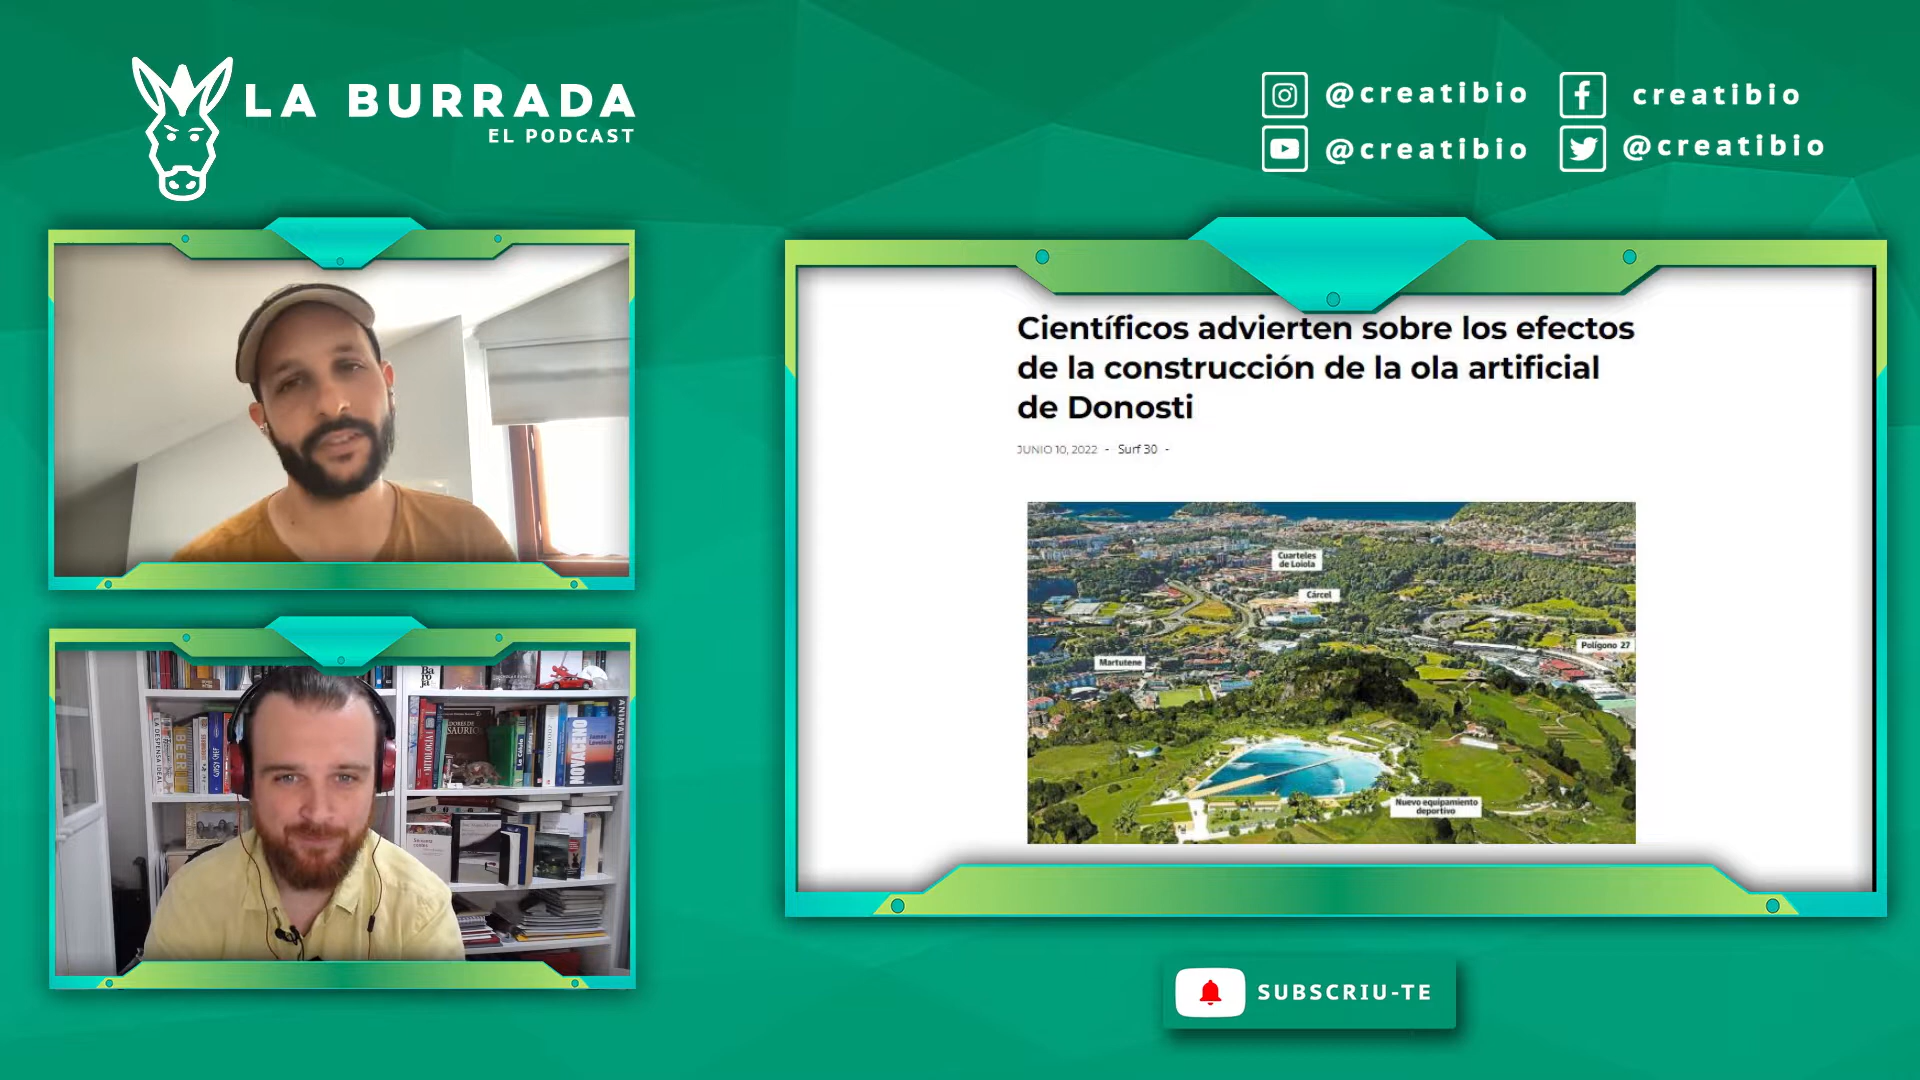 LA BURRADA
EL PODCAST
@creatibio
creatibio
@creatibio
@creatibio
Científicos advierten sobre los efectos
de la construcción de la ola artificial
de Donosti
JUNIO 10, 2022 - Surf 30 -
Cuarteles
de Loiola
Cárcel
Polígono 27
Martutene
Nuevo equipamiento
deportivo
NOVACENO
ANIMALES
BEER
SUBSCRIU-TE